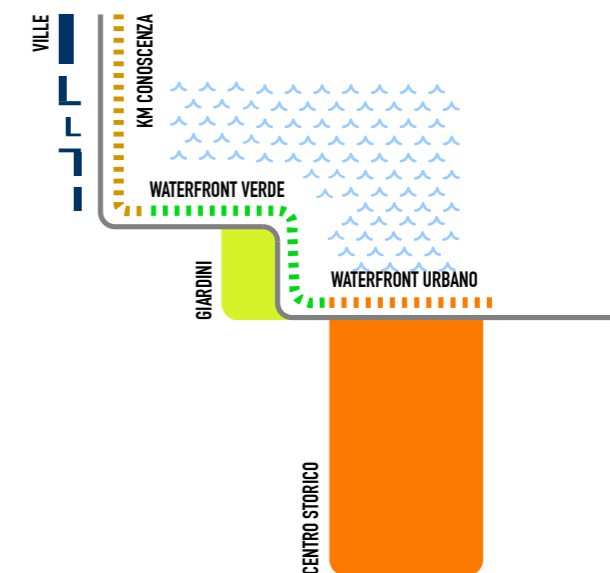 VILLE
KM CONOSCENZA
WATERFRONT VERDE
GIARDINI
WATERFRONT URBANO
CENTRO STORICO